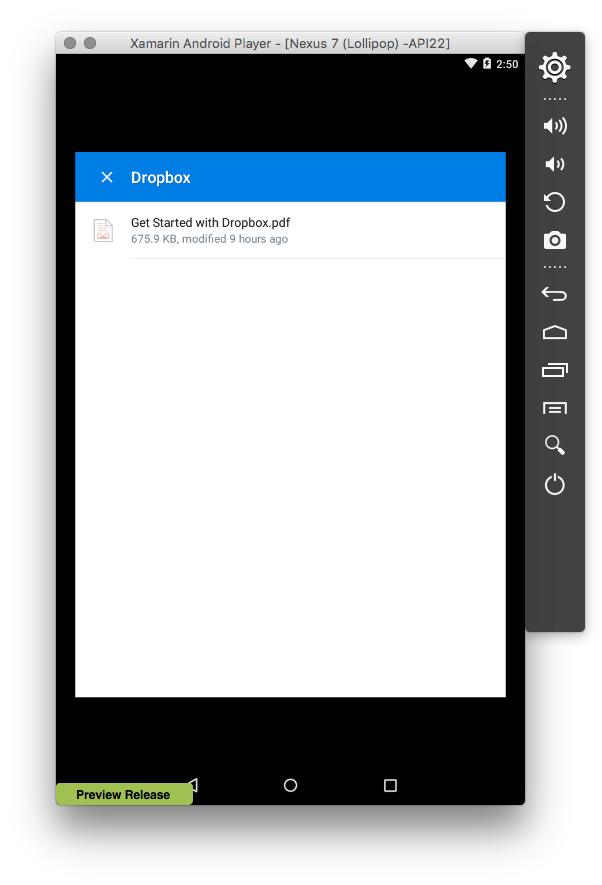 Xamarin Android Player - [Nexus 7 (Lollipop) -API22]
2:50
Dropbox
Get Started with Dropbox.pdf
675.9 KB, modified 9 hours ago
Preview Release